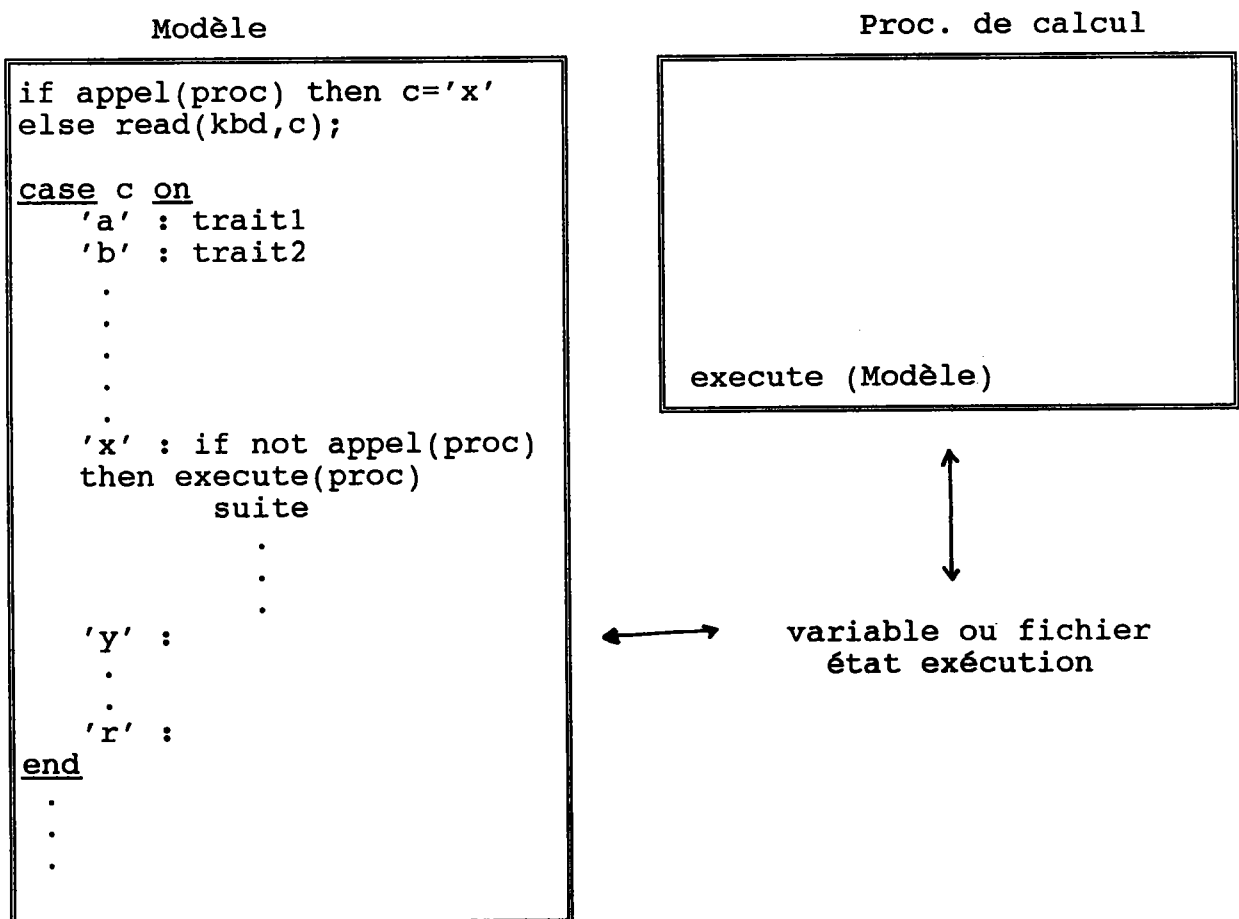 Modèle
if appel(proc) then c='x'
else read(kbd,c);
case c on
'a' : trait1
'b' : trait2
.
.
.
.
.
'x' : if not appel(proc)
then execute(proc)
suite
.
.
.
'y' :
.
.
'r' :
end
.
.
.
Proc. de calcul
execute (Modèle)
variable ou fichier
état exécution